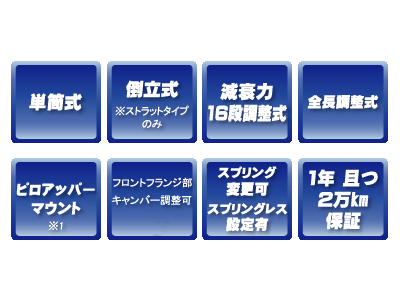 単筒式
倒立式
※ストラットタイプ
のみ
減衰力
16段調整式
全長調整式
ピロアッパー
マウント
※1
フロントフランジ部
キャンバー調整可
スプリング
変更可
スプリングレス
設定有
1年 且つ
2万km
保証